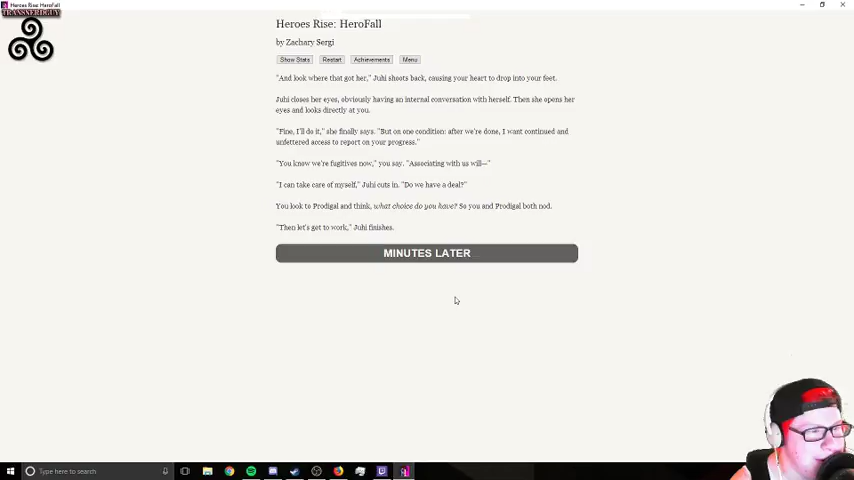 Heroes Rise: HeroFall
TRANSNERDGUY
Heroes Rise: HeroFall
by Zachary Sergi
Show Stats Restart Achievements Menu
"And look where that got her," Juhi shoots back, causing your heart to drop into your feet.
Juhi closes her eyes, obviously having an internal conversation with herself. Then she opens her
eyes and looks directly at you.
"Fine, I'll do it," she finally says. "But on one condition: after we're done, I want continued and
unfettered access to report on your progress."
"You know we're fugitives now," you say. "Associating with us will—"
"I can take care of myself," Juhi cuts in. "Do we have a deal?"
You look to Prodigal and think, what choice do you have? So you and Prodigal both nod.
"Then let's get to work," Juhi finishes.
MINUTES LATER
Type here to search